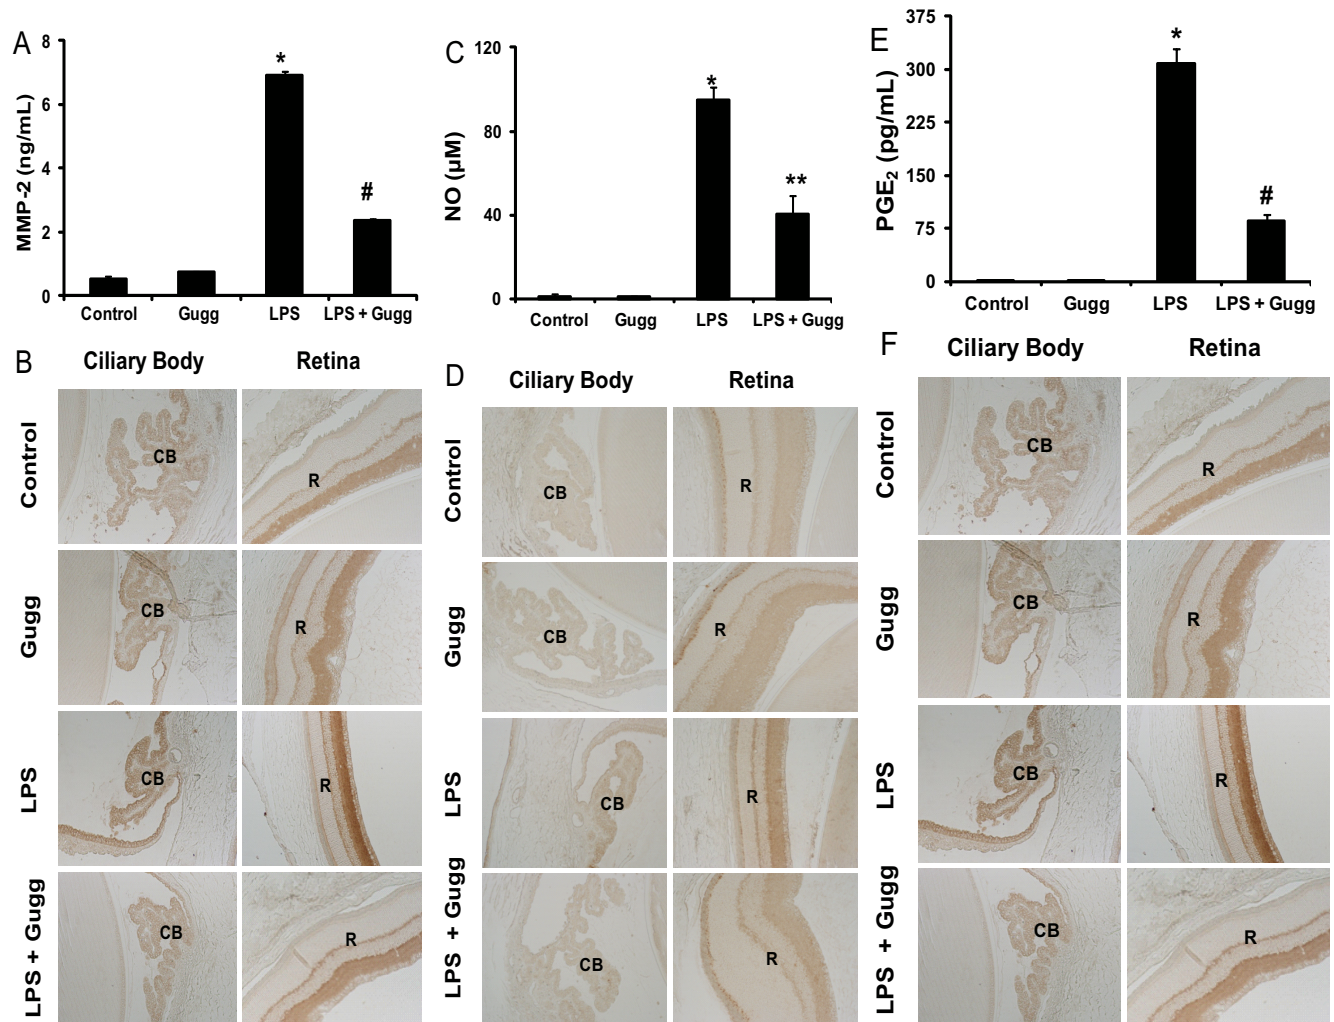 A
MMP-2 (ng/mL)
8
6
4
2
0
*
#
Control Gugg LPS LPS + Gugg
B
Ciliary Body Retina
Control
CB
R
Gugg
CB
R
LPS
CB
R
LPS + Gugg
CB
R
C
NO (µM)
120
80
40
0
*
**
Control Gugg LPS LPS + Gugg
D
Ciliary Body Retina
Control
CB
R
Gugg
CB
R
LPS
CB
R
LPS + Gugg
CB
R
E
PGE₂ (pg/mL)
375
300
225
150
75
0
*
#
Control Gugg LPS LPS + Gugg
F
Ciliary Body Retina
Control
CB
R
Gugg
CB
R
LPS
CB
R
LPS + Gugg
CB
R